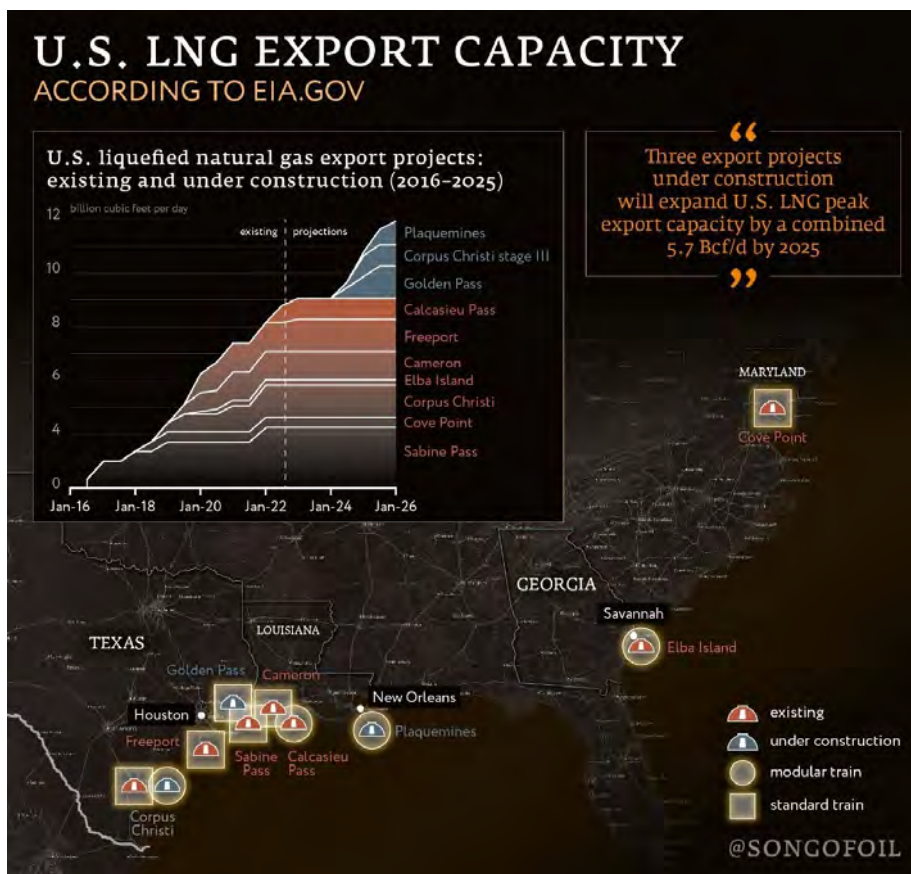 U.S. LNG EXPORT CAPACITY
ACCORDING TO EIA.GOV
U.S. liquefied natural gas export projects:
existing and under construction (2016–2025)
12 billion cubic feet per day
existing projections
10
8
6
4
2
0
Jan-16 Jan-18 Jan-20 Jan-22 Jan-24 Jan-26
Plaquemines
Corpus Christi stage III
Golden Pass
Calcasieu Pass
Freeport
Cameron
Elba Island
Corpus Christi
Cove Point
Sabine Pass
“
Three export projects
under construction
will expand U.S. LNG peak
export capacity by a combined
5.7 Bcf/d by 2025
”
MARYLAND
Cove Point
GEORGIA
Savannah
Elba Island
TEXAS
LOUISIANA
Golden Pass
Cameron
Houston
New Orleans
Freeport
Plaquemines
Sabine
Pass
Calcasieu
Pass
Corpus
Christi
existing
under construction
modular train
standard train
@SONGOFOIL